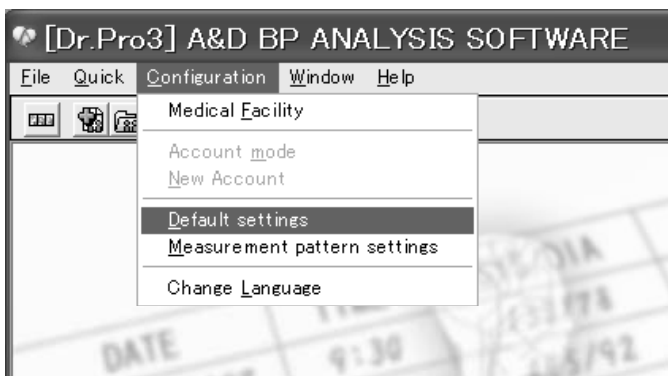 [Dr.Pro3] A&D BP ANALYSIS SOFTWARE
File Quick Configuration Window Help
Medical Facility
Account mode
New Account
Default settings
Measurement pattern settings
Change Language
DIA
DATE
9:30